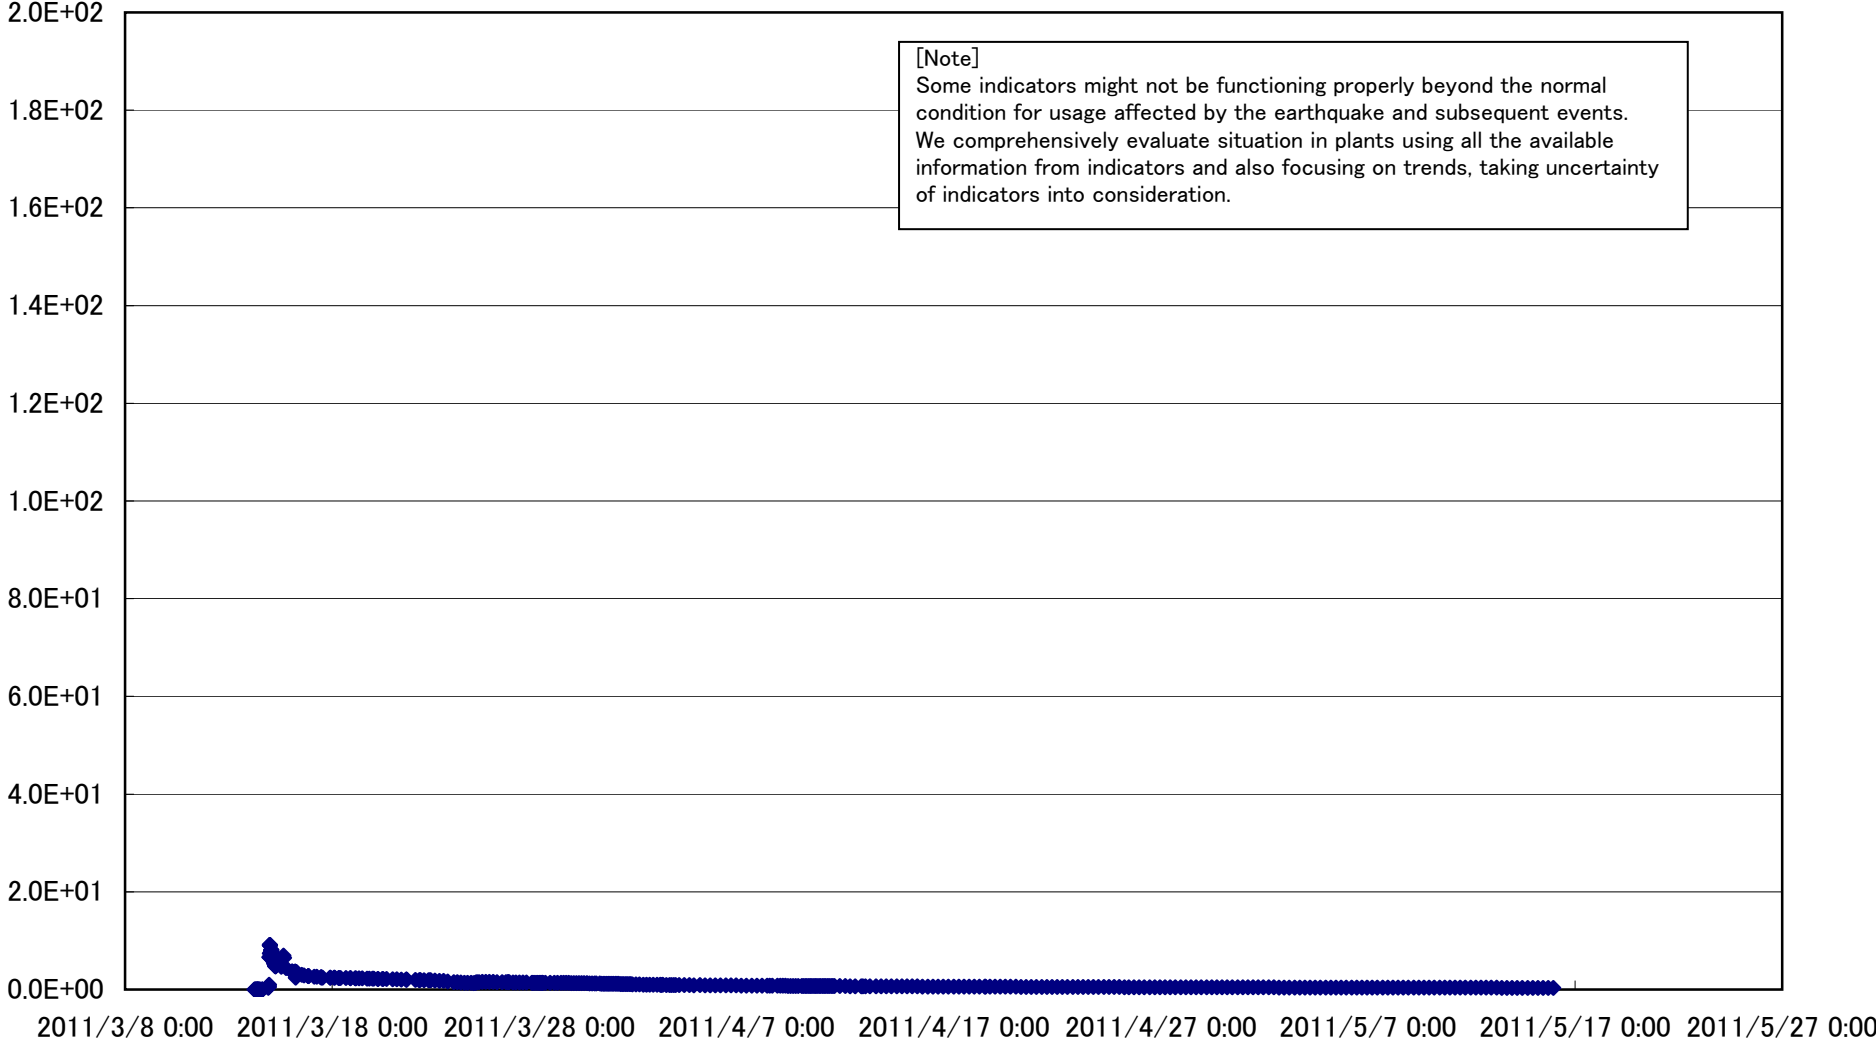 2.0E+02
[Note]
Some indicators might not be functioning properly beyond the normal
condition for usage affected by the earthquake and subsequent events.
We comprehensively evaluate situation in plants using all the available
information from indicators and also focusing on trends, taking uncertainty
of indicators into consideration.
1.8E+02
1.6E+02
1.4E+02
1.2E+02
1.0E+02
8.0E+01
6.0E+01
4.0E+01
2.0E+01
0.0E+00
2011/3/8 0:00 2011/3/18 0:00 2011/3/28 0:00 2011/4/7 0:00 2011/4/17 0:00 2011/4/27 0:00 2011/5/7 0:00 2011/5/17 0:00 2011/5/27 0:00